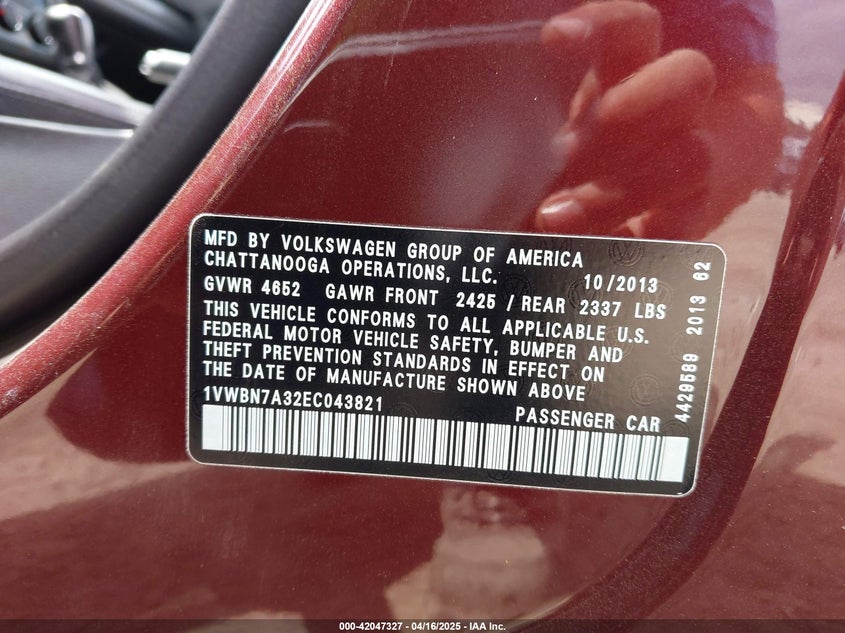 MFD BY VOLKSWAGEN GROUP OF AMERICA
CHATTANOOGA OPERATIONS, LLC. 10/2013
GVWR 4652 GAWR FRONT 2425 / REAR 2337 LBS
THIS VEHICLE CONFORMS TO ALL APPLICABLE U.S.
FEDERAL MOTOR VEHICLE SAFETY, BUMPER AND
THEFT PREVENTION STANDARDS IN EFFECT ON
THE DATE OF MANUFACTURE SHOWN ABOVE
1VWBN7A32EC043821 PASSENGER CAR
4429589 2013 62
000-42047327 - 04/16/2025 - IAA Inc.